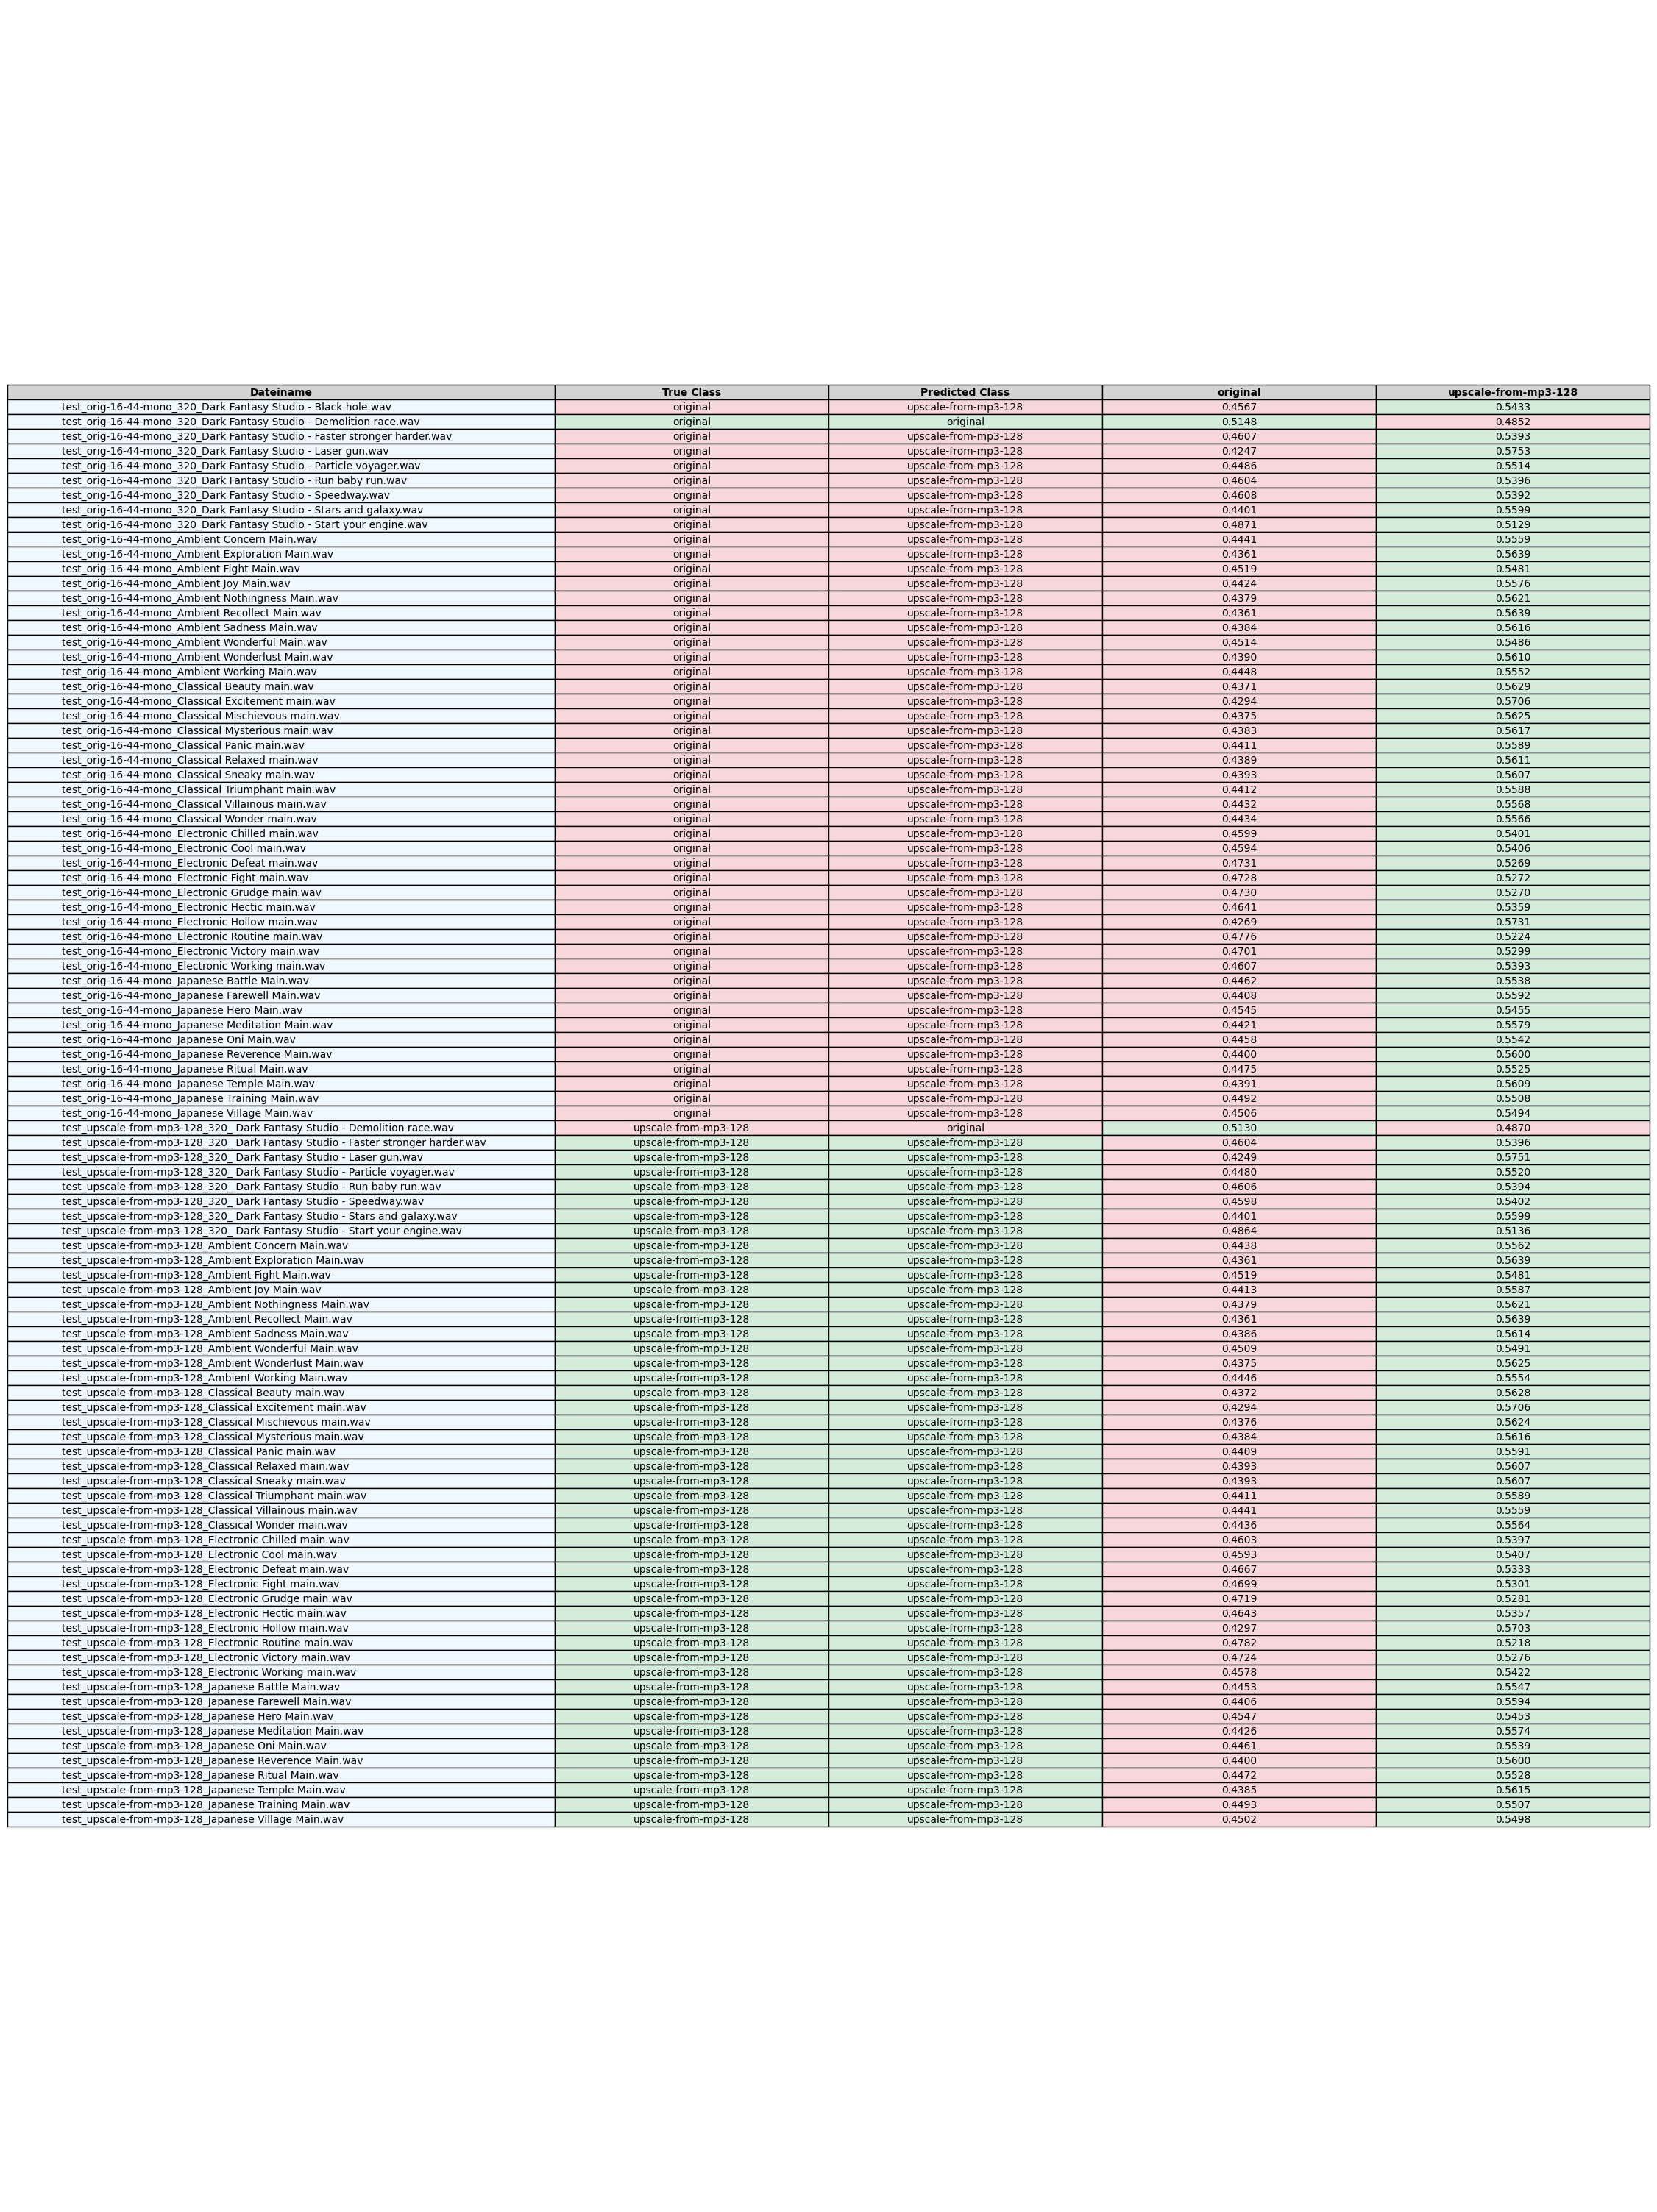 Dateiname True Class Predicted Class original upscale-from-mp3-128
test_orig-16-44-mono_320_Dark Fantasy Studio - Black hole.wav original upscale-from-mp3-128 0.4567 0.5433
test_orig-16-44-mono_320_Dark Fantasy Studio - Demolition race.wav original original 0.5148 0.4852
test_orig-16-44-mono_320_Dark Fantasy Studio - Faster stronger harder.wav original upscale-from-mp3-128 0.4607 0.5393
test_orig-16-44-mono_320_Dark Fantasy Studio - Laser gun.wav original upscale-from-mp3-128 0.4247 0.5753
test_orig-16-44-mono_320_Dark Fantasy Studio - Particle voyager.wav original upscale-from-mp3-128 0.4486 0.5514
test_orig-16-44-mono_320_Dark Fantasy Studio - Run baby run.wav original upscale-from-mp3-128 0.4604 0.5396
test_orig-16-44-mono_320_Dark Fantasy Studio - Speedway.wav original upscale-from-mp3-128 0.4608 0.5392
test_orig-16-44-mono_320_Dark Fantasy Studio - Stars and galaxy.wav original upscale-from-mp3-128 0.4401 0.5599
test_orig-16-44-mono_320_Dark Fantasy Studio - Start your engine.wav original upscale-from-mp3-128 0.4871 0.5129
test_orig-16-44-mono_Ambient Concern Main.wav original upscale-from-mp3-128 0.4441 0.5559
test_orig-16-44-mono_Ambient Exploration Main.wav original upscale-from-mp3-128 0.4361 0.5639
test_orig-16-44-mono_Ambient Fight Main.wav original upscale-from-mp3-128 0.4519 0.5481
test_orig-16-44-mono_Ambient Joy Main.wav original upscale-from-mp3-128 0.4424 0.5576
test_orig-16-44-mono_Ambient Nothingness Main.wav original upscale-from-mp3-128 0.4379 0.5621
test_orig-16-44-mono_Ambient Recollect Main.wav original upscale-from-mp3-128 0.4361 0.5639
test_orig-16-44-mono_Ambient Sadness Main.wav original upscale-from-mp3-128 0.4384 0.5616
test_orig-16-44-mono_Ambient Wonderful Main.wav original upscale-from-mp3-128 0.4514 0.5486
test_orig-16-44-mono_Ambient Wonderlust Main.wav original upscale-from-mp3-128 0.4390 0.5610
test_orig-16-44-mono_Ambient Working Main.wav original upscale-from-mp3-128 0.4448 0.5552
test_orig-16-44-mono_Classical Beauty main.wav original upscale-from-mp3-128 0.4371 0.5629
test_orig-16-44-mono_Classical Excitement main.wav original upscale-from-mp3-128 0.4294 0.5706
test_orig-16-44-mono_Classical Mischievous main.wav original upscale-from-mp3-128 0.4375 0.5625
test_orig-16-44-mono_Classical Mysterious main.wav original upscale-from-mp3-128 0.4383 0.5617
test_orig-16-44-mono_Classical Panic main.wav original upscale-from-mp3-128 0.4411 0.5589
test_orig-16-44-mono_Classical Relaxed main.wav original upscale-from-mp3-128 0.4389 0.5611
test_orig-16-44-mono_Classical Sneaky main.wav original upscale-from-mp3-128 0.4393 0.5607
test_orig-16-44-mono_Classical Triumphant main.wav original upscale-from-mp3-128 0.4412 0.5588
test_orig-16-44-mono_Classical Villainous main.wav original upscale-from-mp3-128 0.4432 0.5568
test_orig-16-44-mono_Classical Wonder main.wav original upscale-from-mp3-128 0.4434 0.5566
test_orig-16-44-mono_Electronic Chilled main.wav original upscale-from-mp3-128 0.4599 0.5401
test_orig-16-44-mono_Electronic Cool main.wav original upscale-from-mp3-128 0.4594 0.5406
test_orig-16-44-mono_Electronic Defeat main.wav original upscale-from-mp3-128 0.4731 0.5269
test_orig-16-44-mono_Electronic Fight main.wav original upscale-from-mp3-128 0.4728 0.5272
test_orig-16-44-mono_Electronic Grudge main.wav original upscale-from-mp3-128 0.4730 0.5270
test_orig-16-44-mono_Electronic Hectic main.wav original upscale-from-mp3-128 0.4641 0.5359
test_orig-16-44-mono_Electronic Hollow main.wav original upscale-from-mp3-128 0.4269 0.5731
test_orig-16-44-mono_Electronic Routine main.wav original upscale-from-mp3-128 0.4776 0.5224
test_orig-16-44-mono_Electronic Victory main.wav original upscale-from-mp3-128 0.4701 0.5299
test_orig-16-44-mono_Electronic Working main.wav original upscale-from-mp3-128 0.4607 0.5393
test_orig-16-44-mono_Japanese Battle Main.wav original upscale-from-mp3-128 0.4462 0.5538
test_orig-16-44-mono_Japanese Farewell Main.wav original upscale-from-mp3-128 0.4408 0.5592
test_orig-16-44-mono_Japanese Hero Main.wav original upscale-from-mp3-128 0.4545 0.5455
test_orig-16-44-mono_Japanese Meditation Main.wav original upscale-from-mp3-128 0.4421 0.5579
test_orig-16-44-mono_Japanese Oni Main.wav original upscale-from-mp3-128 0.4458 0.5542
test_orig-16-44-mono_Japanese Reverence Main.wav original upscale-from-mp3-128 0.4400 0.5600
test_orig-16-44-mono_Japanese Ritual Main.wav original upscale-from-mp3-128 0.4475 0.5525
test_orig-16-44-mono_Japanese Temple Main.wav original upscale-from-mp3-128 0.4391 0.5609
test_orig-16-44-mono_Japanese Training Main.wav original upscale-from-mp3-128 0.4492 0.5508
test_orig-16-44-mono_Japanese Village Main.wav original upscale-from-mp3-128 0.4506 0.5494
test_upscale-from-mp3-128_320_ Dark Fantasy Studio - Demolition race.wav upscale-from-mp3-128 original 0.5130 0.4870
test_upscale-from-mp3-128_320_ Dark Fantasy Studio - Faster stronger harder.wav upscale-from-mp3-128 upscale-from-mp3-128 0.4604 0.5396
test_upscale-from-mp3-128_320_ Dark Fantasy Studio - Laser gun.wav upscale-from-mp3-128 upscale-from-mp3-128 0.4249 0.5751
test_upscale-from-mp3-128_320_ Dark Fantasy Studio - Particle voyager.wav upscale-from-mp3-128 upscale-from-mp3-128 0.4480 0.5520
test_upscale-from-mp3-128_320_ Dark Fantasy Studio - Run baby run.wav upscale-from-mp3-128 upscale-from-mp3-128 0.4606 0.5394
test_upscale-from-mp3-128_320_ Dark Fantasy Studio - Speedway.wav upscale-from-mp3-128 upscale-from-mp3-128 0.4598 0.5402
test_upscale-from-mp3-128_320_ Dark Fantasy Studio - Stars and galaxy.wav upscale-from-mp3-128 upscale-from-mp3-128 0.4401 0.5599
test_upscale-from-mp3-128_320_ Dark Fantasy Studio - Start your engine.wav upscale-from-mp3-128 upscale-from-mp3-128 0.4864 0.5136
test_upscale-from-mp3-128_Ambient Concern Main.wav upscale-from-mp3-128 upscale-from-mp3-128 0.4438 0.5562
test_upscale-from-mp3-128_Ambient Exploration Main.wav upscale-from-mp3-128 upscale-from-mp3-128 0.4361 0.5639
test_upscale-from-mp3-128_Ambient Fight Main.wav upscale-from-mp3-128 upscale-from-mp3-128 0.4519 0.5481
test_upscale-from-mp3-128_Ambient Joy Main.wav upscale-from-mp3-128 upscale-from-mp3-128 0.4413 0.5587
test_upscale-from-mp3-128_Ambient Nothingness Main.wav upscale-from-mp3-128 upscale-from-mp3-128 0.4379 0.5621
test_upscale-from-mp3-128_Ambient Recollect Main.wav upscale-from-mp3-128 upscale-from-mp3-128 0.4361 0.5639
test_upscale-from-mp3-128_Ambient Sadness Main.wav upscale-from-mp3-128 upscale-from-mp3-128 0.4386 0.5614
test_upscale-from-mp3-128_Ambient Wonderful Main.wav upscale-from-mp3-128 upscale-from-mp3-128 0.4509 0.5491
test_upscale-from-mp3-128_Ambient Wonderlust Main.wav upscale-from-mp3-128 upscale-from-mp3-128 0.4375 0.5625
test_upscale-from-mp3-128_Ambient Working Main.wav upscale-from-mp3-128 upscale-from-mp3-128 0.4446 0.5554
test_upscale-from-mp3-128_Classical Beauty main.wav upscale-from-mp3-128 upscale-from-mp3-128 0.4372 0.5628
test_upscale-from-mp3-128_Classical Excitement main.wav upscale-from-mp3-128 upscale-from-mp3-128 0.4294 0.5706
test_upscale-from-mp3-128_Classical Mischievous main.wav upscale-from-mp3-128 upscale-from-mp3-128 0.4376 0.5624
test_upscale-from-mp3-128_Classical Mysterious main.wav upscale-from-mp3-128 upscale-from-mp3-128 0.4384 0.5616
test_upscale-from-mp3-128_Classical Panic main.wav upscale-from-mp3-128 upscale-from-mp3-128 0.4409 0.5591
test_upscale-from-mp3-128_Classical Relaxed main.wav upscale-from-mp3-128 upscale-from-mp3-128 0.4393 0.5607
test_upscale-from-mp3-128_Classical Sneaky main.wav upscale-from-mp3-128 upscale-from-mp3-128 0.4393 0.5607
test_upscale-from-mp3-128_Classical Triumphant main.wav upscale-from-mp3-128 upscale-from-mp3-128 0.4411 0.5589
test_upscale-from-mp3-128_Classical Villainous main.wav upscale-from-mp3-128 upscale-from-mp3-128 0.4441 0.5559
test_upscale-from-mp3-128_Classical Wonder main.wav upscale-from-mp3-128 upscale-from-mp3-128 0.4436 0.5564
test_upscale-from-mp3-128_Electronic Chilled main.wav upscale-from-mp3-128 upscale-from-mp3-128 0.4603 0.5397
test_upscale-from-mp3-128_Electronic Cool main.wav upscale-from-mp3-128 upscale-from-mp3-128 0.4593 0.5407
test_upscale-from-mp3-128_Electronic Defeat main.wav upscale-from-mp3-128 upscale-from-mp3-128 0.4667 0.5333
test_upscale-from-mp3-128_Electronic Fight main.wav upscale-from-mp3-128 upscale-from-mp3-128 0.4699 0.5301
test_upscale-from-mp3-128_Electronic Grudge main.wav upscale-from-mp3-128 upscale-from-mp3-128 0.4719 0.5281
test_upscale-from-mp3-128_Electronic Hectic main.wav upscale-from-mp3-128 upscale-from-mp3-128 0.4643 0.5357
test_upscale-from-mp3-128_Electronic Hollow main.wav upscale-from-mp3-128 upscale-from-mp3-128 0.4297 0.5703
test_upscale-from-mp3-128_Electronic Routine main.wav upscale-from-mp3-128 upscale-from-mp3-128 0.4782 0.5218
test_upscale-from-mp3-128_Electronic Victory main.wav upscale-from-mp3-128 upscale-from-mp3-128 0.4724 0.5276
test_upscale-from-mp3-128_Electronic Working main.wav upscale-from-mp3-128 upscale-from-mp3-128 0.4578 0.5422
test_upscale-from-mp3-128_Japanese Battle Main.wav upscale-from-mp3-128 upscale-from-mp3-128 0.4453 0.5547
test_upscale-from-mp3-128_Japanese Farewell Main.wav upscale-from-mp3-128 upscale-from-mp3-128 0.4406 0.5594
test_upscale-from-mp3-128_Japanese Hero Main.wav upscale-from-mp3-128 upscale-from-mp3-128 0.4547 0.5453
test_upscale-from-mp3-128_Japanese Meditation Main.wav upscale-from-mp3-128 upscale-from-mp3-128 0.4426 0.5574
test_upscale-from-mp3-128_Japanese Oni Main.wav upscale-from-mp3-128 upscale-from-mp3-128 0.4461 0.5539
test_upscale-from-mp3-128_Japanese Reverence Main.wav upscale-from-mp3-128 upscale-from-mp3-128 0.4400 0.5600
test_upscale-from-mp3-128_Japanese Ritual Main.wav upscale-from-mp3-128 upscale-from-mp3-128 0.4472 0.5528
test_upscale-from-mp3-128_Japanese Temple Main.wav upscale-from-mp3-128 upscale-from-mp3-128 0.4385 0.5615
test_upscale-from-mp3-128_Japanese Training Main.wav upscale-from-mp3-128 upscale-from-mp3-128 0.4493 0.5507
test_upscale-from-mp3-128_Japanese Village Main.wav upscale-from-mp3-128 upscale-from-mp3-128 0.4502 0.5498